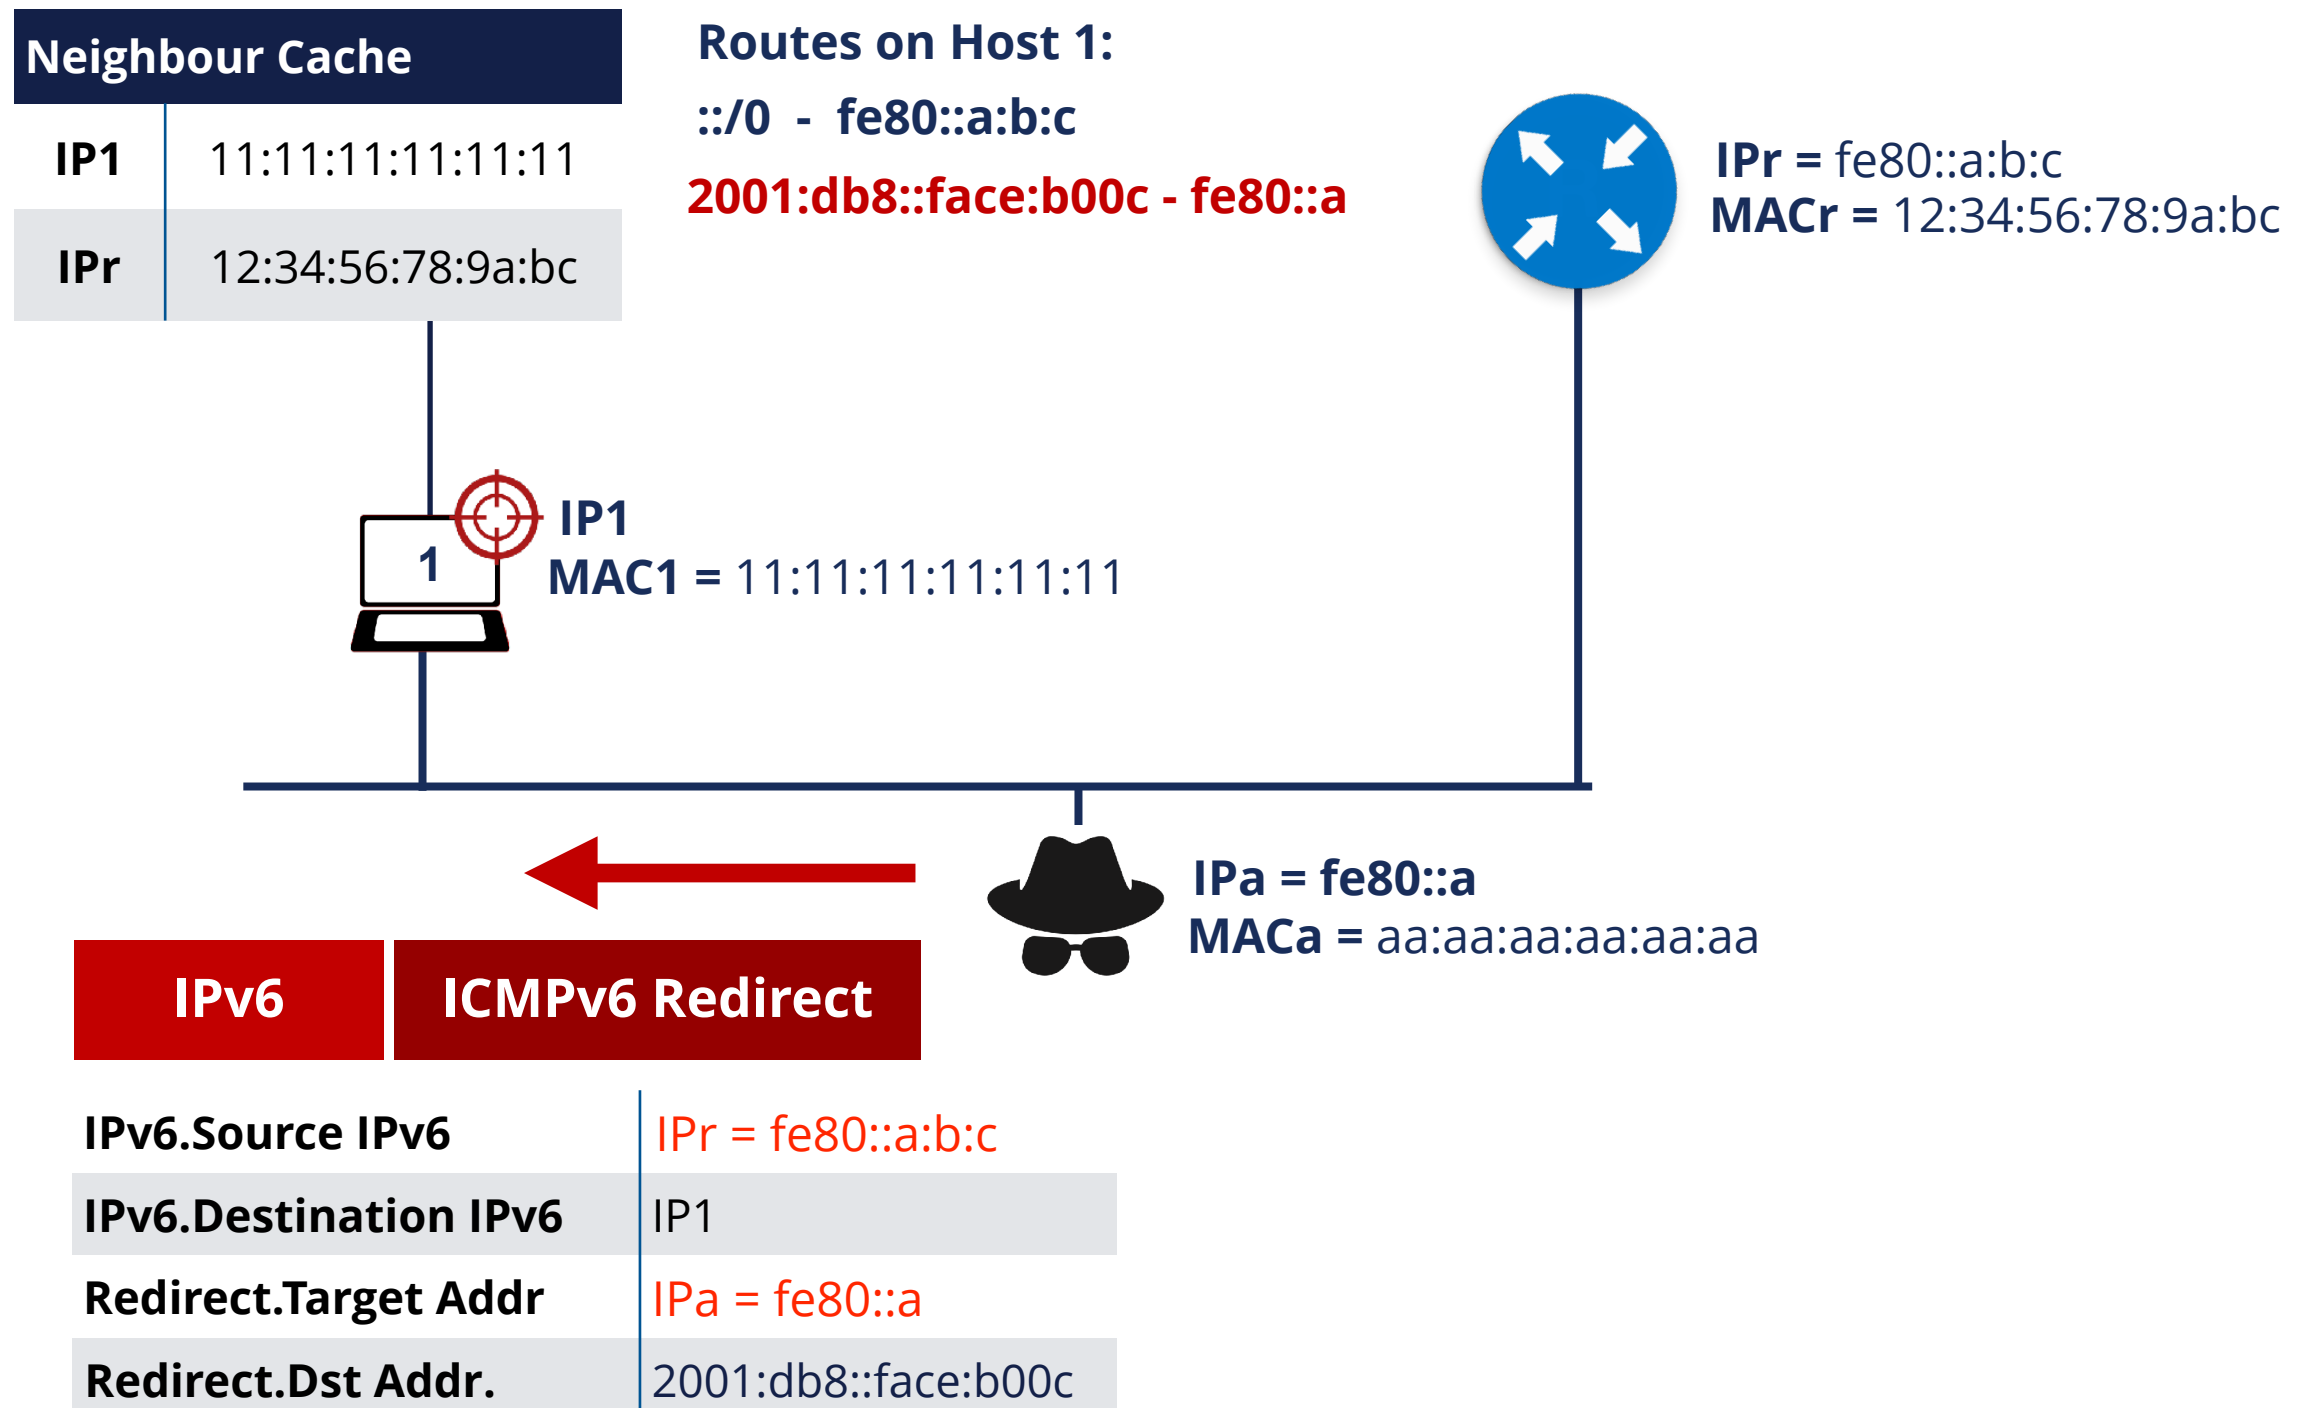 Neighbour Cache
IP1 11:11:11:11:11:11
IPr 12:34:56:78:9a:bc
Routes on Host 1:
::/0 - fe80::a:b:c
2001:db8::face:b00c - fe80::a
IPr = fe80::a:b:c
MACr = 12:34:56:78:9a:bc
1
IP1
MAC1 = 11:11:11:11:11:11
IPa = fe80::a
MACa = aa:aa:aa:aa:aa:aa
IPv6 ICMPv6 Redirect
IPv6.Source IPv6 IPr = fe80::a:b:c
IPv6.Destination IPv6 IP1
Redirect.Target Addr IPa = fe80::a
Redirect.Dst Addr. 2001:db8::face:b00c